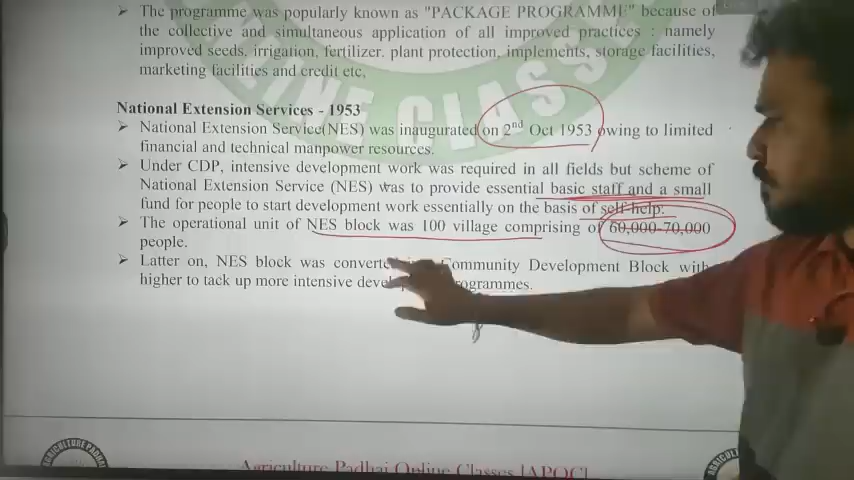 ➤ The programme was popularly known as "PACKAGE PROGRAMME" because of
the collective and simultaneous application of all improved practices : namely
improved seeds, irrigation, fertilizer. plant protection, implements, storage facilities,
marketing facilities and credit etc,
National Extension Services - 1953
➤ National Extension Service(NES) was inaugurated on 2nd Oct 1953 owing to limited
financial and technical manpower resources.
➤ Under CDP, intensive development work was required in all fields but scheme of
National Extension Service (NES) was to provide essential basic staff and a small
fund for people to start development work essentially on the basis of self help.
➤ The operational unit of NES block was 100 village comprising of 60,000-70,000
people.
➤ Latter on, NES block was Community Development Block with
higher to tack up more intensive
Agriculture Padhai Online Classes [APOC]
AGRICULTURE PADHAI
ONLINE CLASS